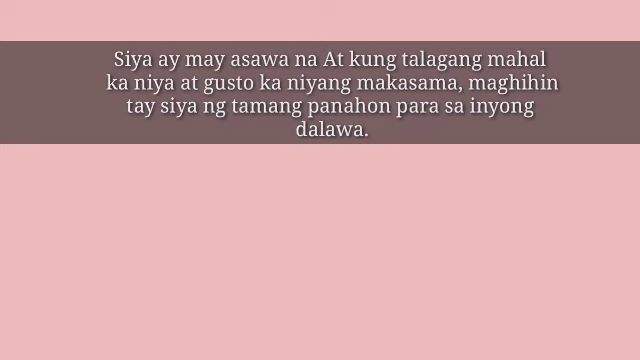 Siya ay may asawa na At kung talagang mahal
ka niya at gusto ka niyang makasama, maghihin
tay siya ng tamang panahon para sa inyong
dalawa.